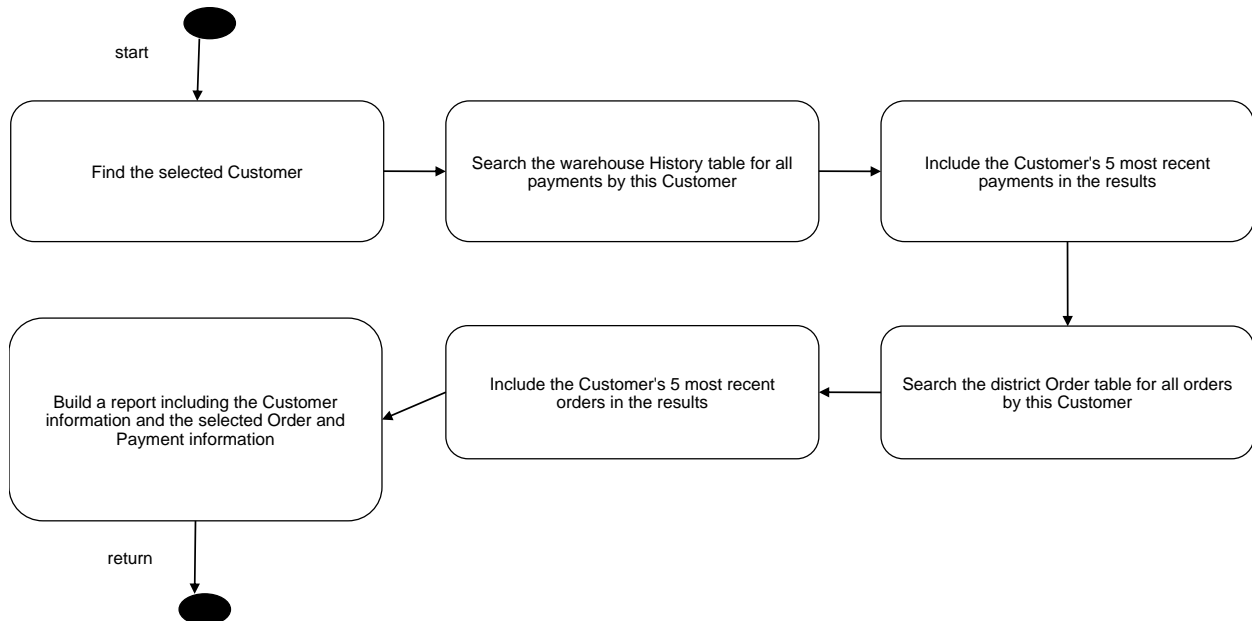 start
Find the selected Customer
Search the warehouse History table for all
payments by this Customer
Include the Customer's 5 most recent
payments in the results
Search the district Order table for all orders
by this Customer
Include the Customer's 5 most recent
orders in the results
Build a report including the Customer
information and the selected Order and
Payment information
return